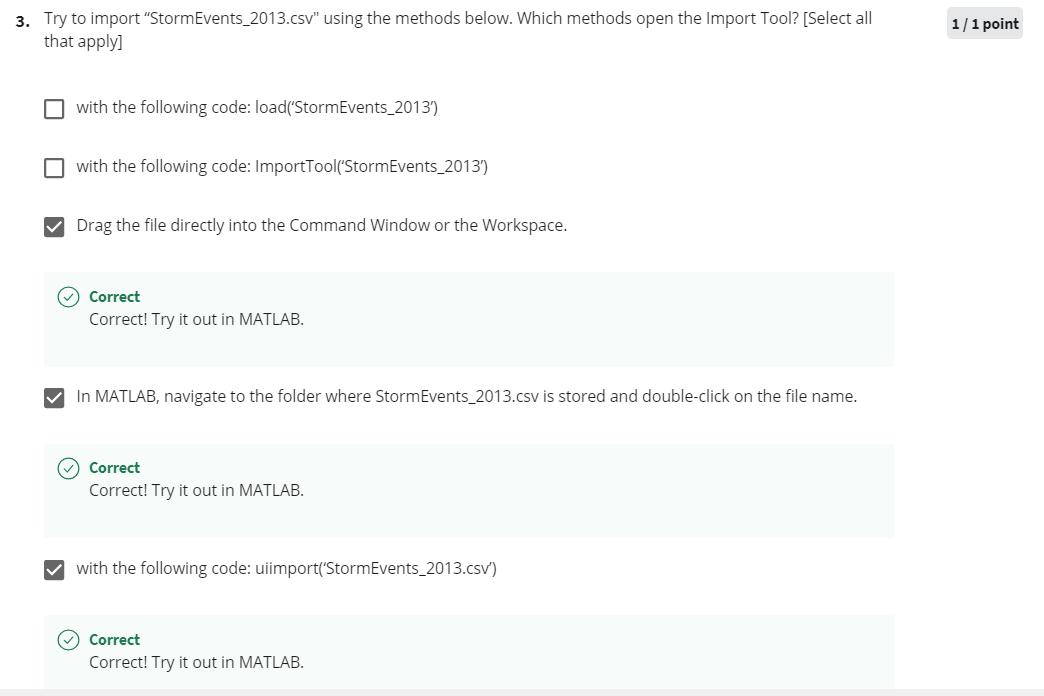 3. Try to import “StormEvents_2013.csv" using the methods below. Which methods open the Import Tool? [Select all
that apply]
1 / 1 point
with the following code: load(‘StormEvents_2013’)
with the following code: ImportTool(‘StormEvents_2013’)
Drag the file directly into the Command Window or the Workspace.
Correct
Correct! Try it out in MATLAB.
In MATLAB, navigate to the folder where StormEvents_2013.csv is stored and double-click on the file name.
Correct
Correct! Try it out in MATLAB.
with the following code: uiimport(‘StormEvents_2013.csv’)
Correct
Correct! Try it out in MATLAB.